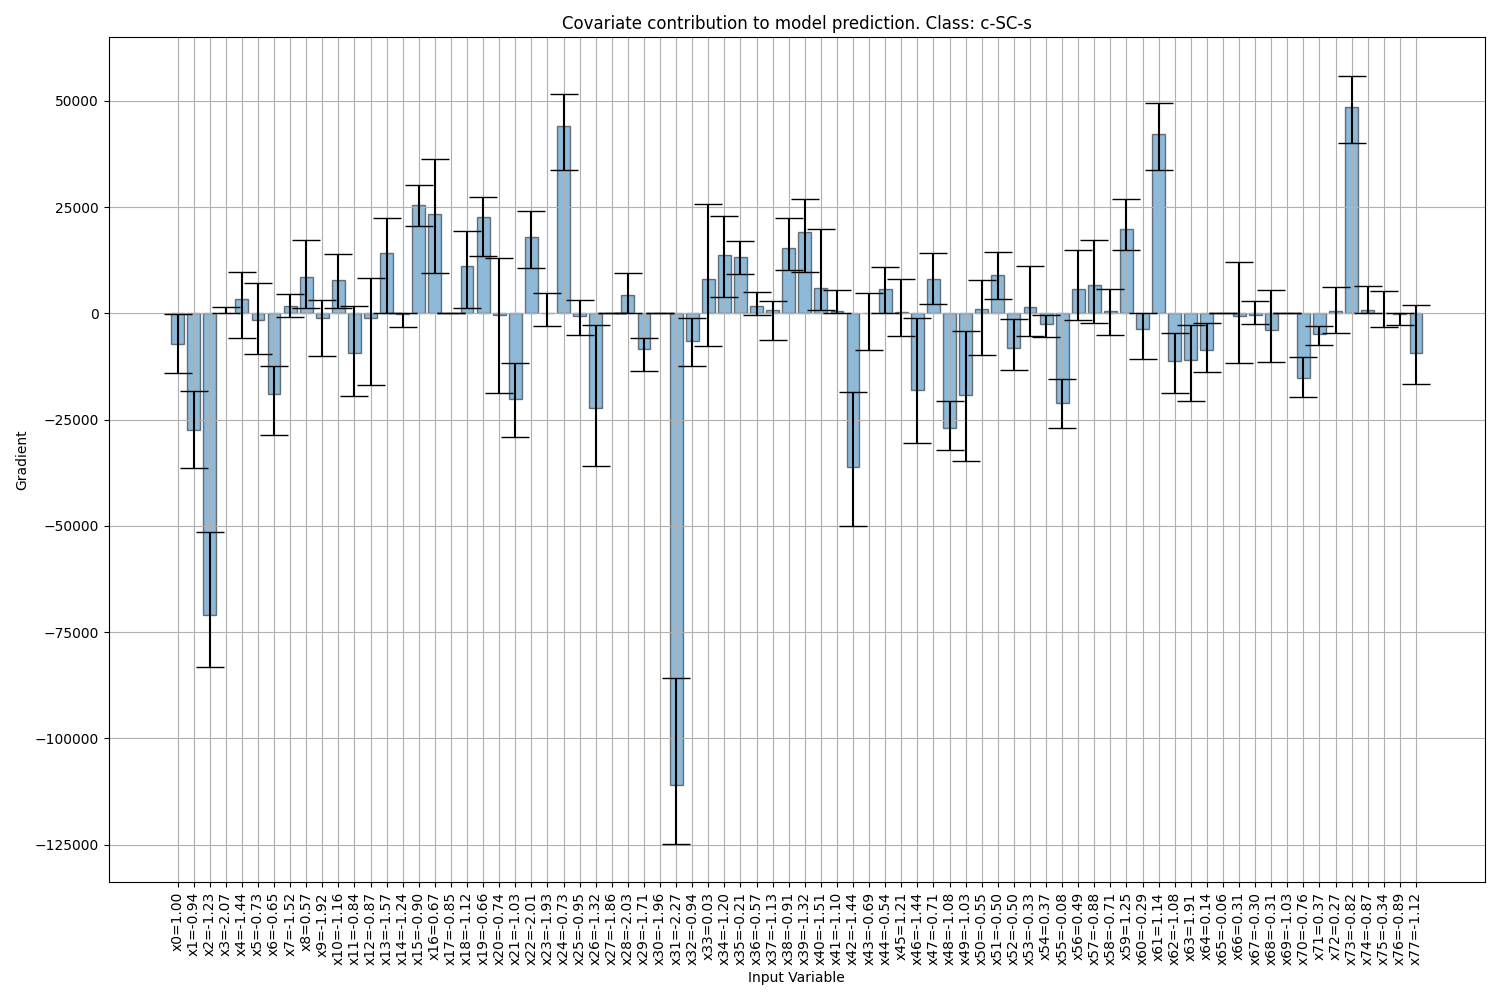 Covariate contribution to model prediction. Class: c-SC-s
Gradient
50000
25000
0
−25000
−50000
−75000
−100000
−125000
x0=1.00
x1=-0.94
x2=-1.23
x3=-2.07
x4=-1.44
x5=-0.73
x6=-0.65
x7=-1.52
x8=0.57
x9=-1.92
x10=-1.16
x11=-0.84
x12=-0.87
x13=-1.57
x14=-1.24
x15=-0.90
x16=0.67
x17=-0.85
x18=-1.12
x19=-0.66
x20=-0.74
x21=-1.03
x22=-2.01
x23=-1.93
x24=-0.73
x25=-0.95
x26=-1.32
x27=-1.86
x28=-2.03
x29=-1.71
x30=-1.96
x31=-2.27
x32=-0.94
x33=0.03
x34=-1.20
x35=-0.21
x36=-0.57
x37=-1.13
x38=-0.91
x39=-1.32
x40=-1.51
x41=-1.10
x42=-1.44
x43=-0.69
x44=-0.54
x45=1.21
x46=-1.44
x47=-0.71
x48=-1.08
x49=-1.03
x50=-0.55
x51=-0.50
x52=-0.50
x53=-0.33
x54=0.37
x55=-0.08
x56=0.49
x57=-0.88
x58=-0.71
x59=1.25
x60=-0.29
x61=1.14
x62=-1.08
x63=1.91
x64=0.14
x65=-0.06
x66=0.31
x67=-0.30
x68=-0.31
x69=-1.03
x70=-0.76
x71=0.37
x72=0.27
x73=-0.82
x74=-0.87
x75=-0.34
x76=-0.89
x77=-1.12
Input Variable